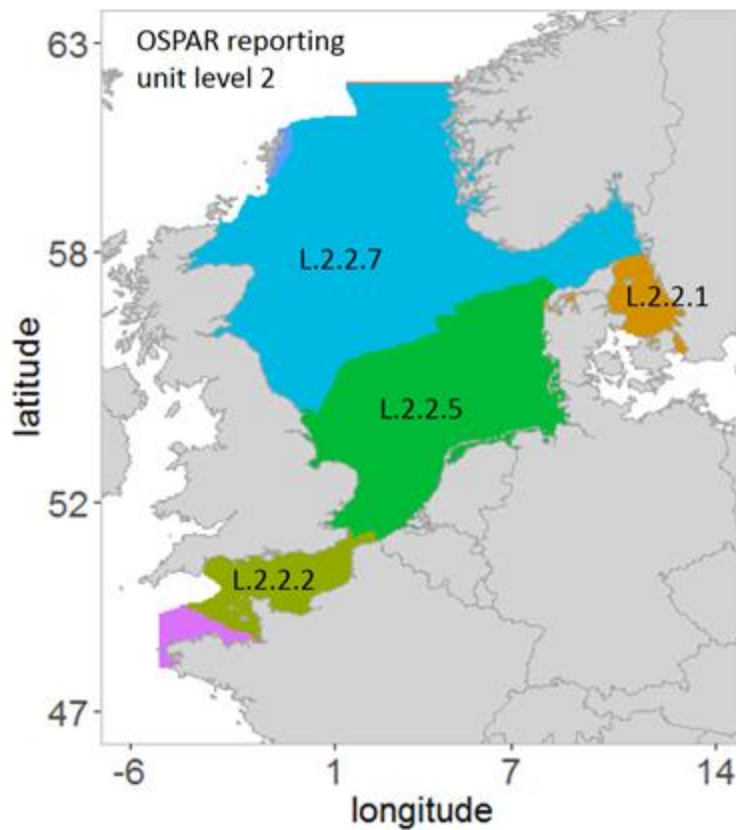 63
OSPAR reporting
unit level 2
58
L.2.2.7
L.2.2.1
L.2.2.5
52
L.2.2.2
47
latitude
-6
1
7
14
longitude